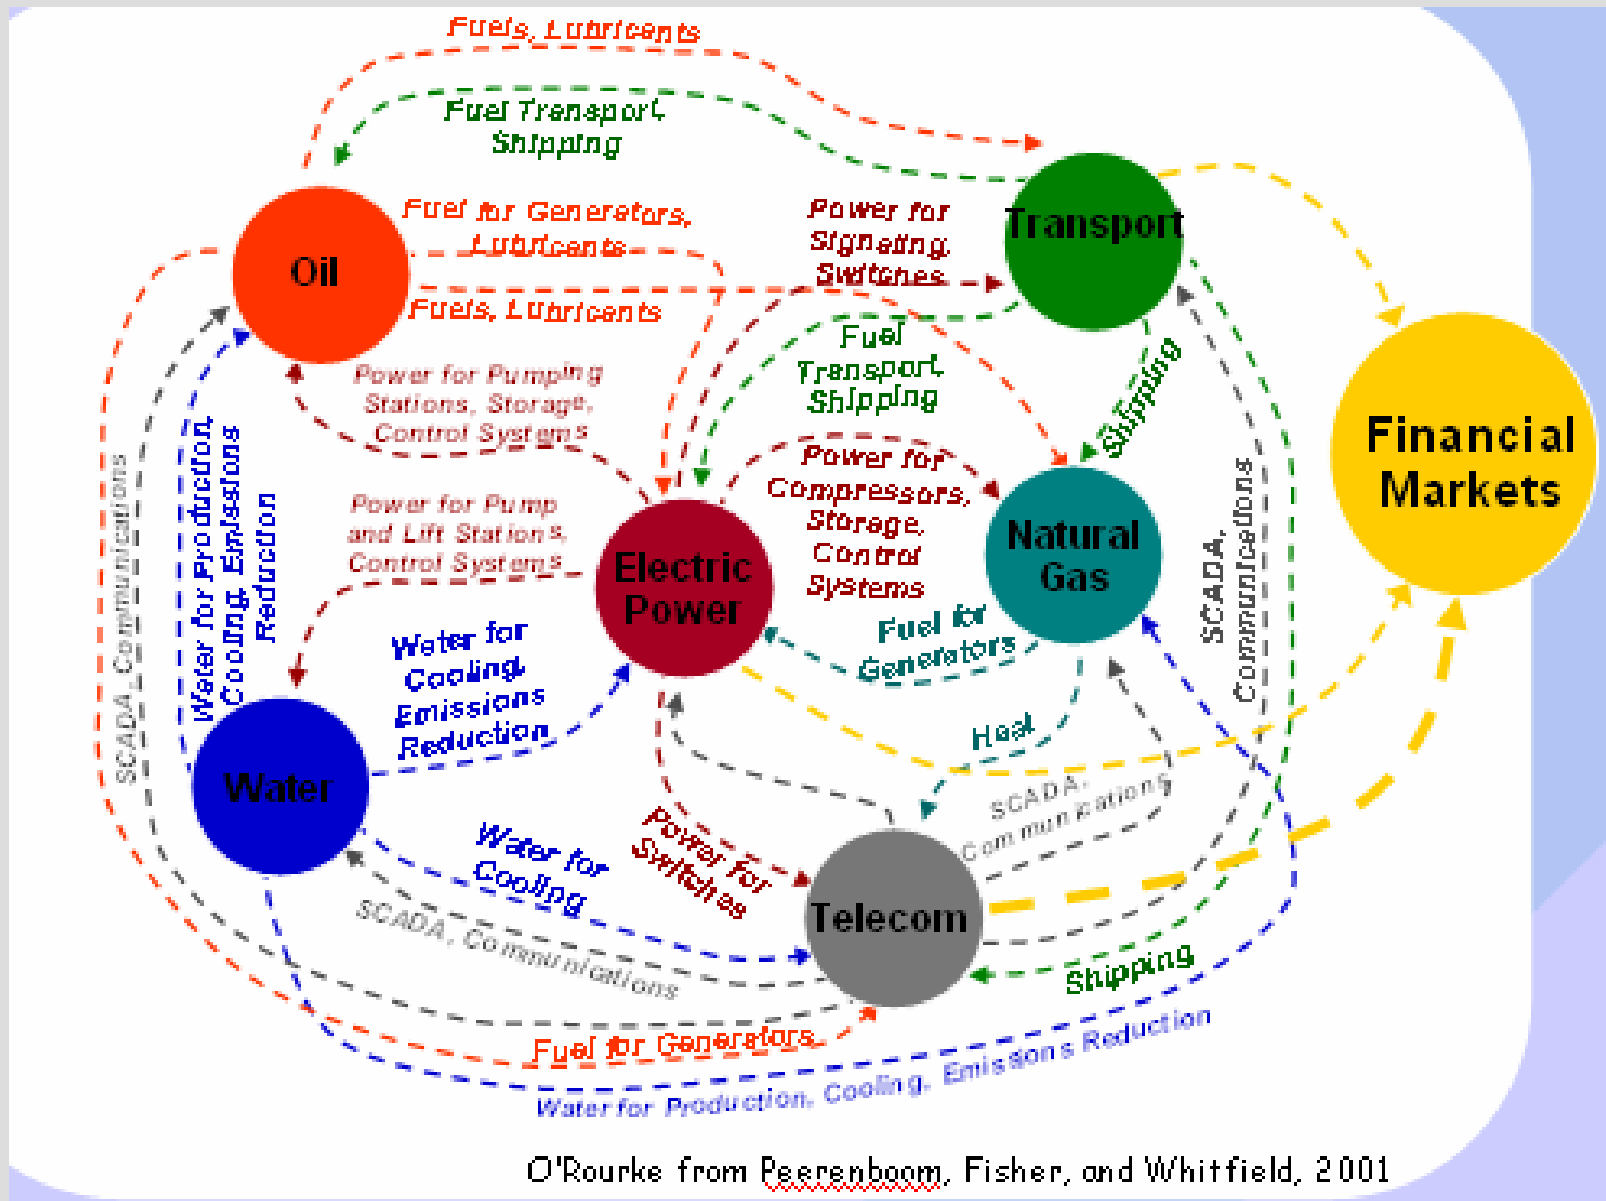 Fuels, Lubricents
Fuel Transport,
Shipping
Fuel for Generators,
Lubricents
Power for
Signaling,
Switches
Transport
Oil
Fuels, Lubricents
Fuel
Transport,
Shipping
Shipping
Power for Pumping
Stations, Storage,
Control Systems
Financial
Markets
Power for
Compressors,
Storage,
Control
Systems
Power for Pump
and Lift Stations,
Control Systems
Natural
Gas
Electric
Power
SCADA,
Communications
SCADA, Communications
Water for Production,
Cooling, Emissions
Reduction
Water for
Cooling,
Emissions
Reduction
Fuel for
Generators
Heat
Water
SCADA,
Communications
Water for
Cooling
Power for
Switches
Telecom
SCADA, Communications
Shipping
Fuel for Generators
Water for Production, Cooling, Emissions Reduction
O'Rourke from Peerenboom, Fisher, and Whitfield, 2001